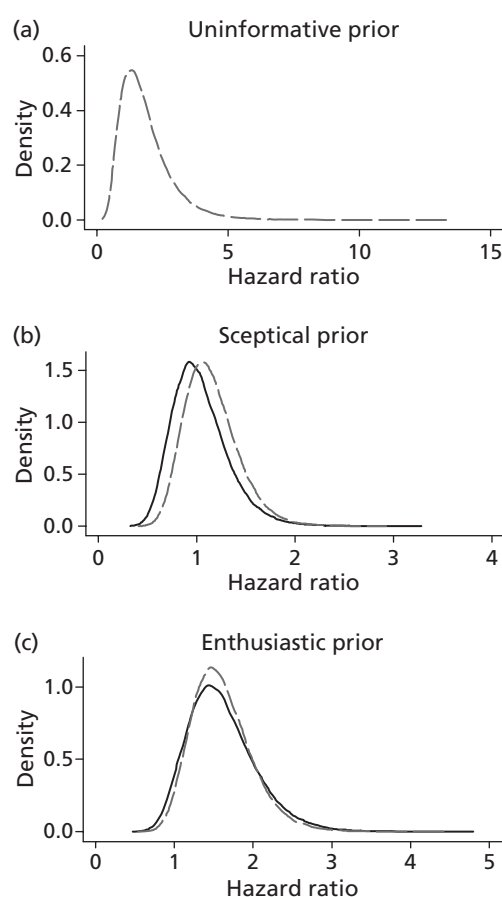 (a) Uninformative prior
0.6
0.4
0.2
0.0
Density
0 5 10 15
Hazard ratio
(b) Sceptical prior
1.5
1.0
0.5
0.0
Density
0 1 2 3 4
Hazard ratio
(c) Enthusiastic prior
1.0
0.5
0.0
Density
0 1 2 3 4 5
Hazard ratio